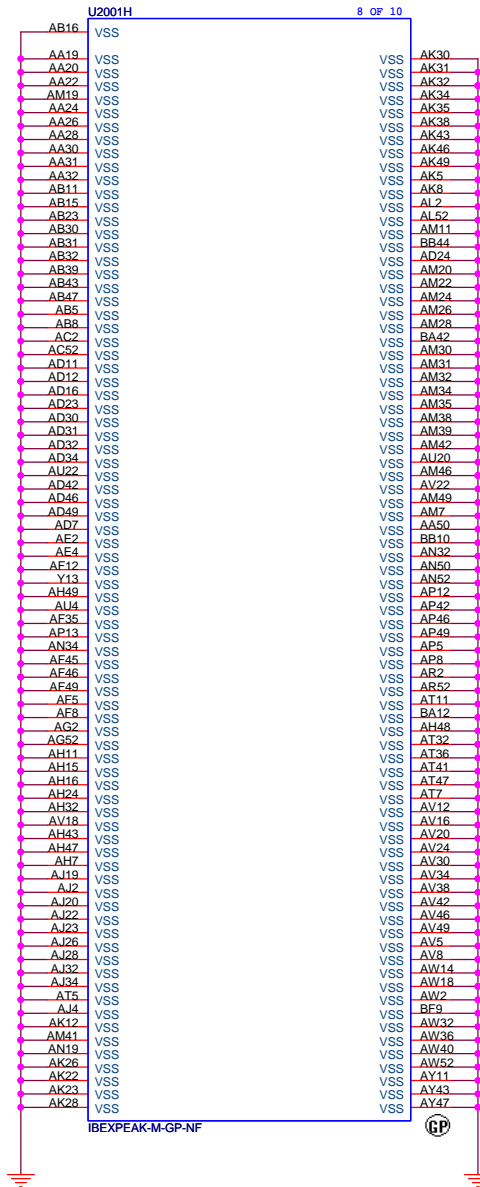 U2001H 8 OF 10
AB16 VSS
AA19 VSS VSS AK30
AA20 VSS VSS AK31
AA22 VSS VSS AK32
AM19 VSS VSS AK34
AA24 VSS VSS AK35
AA26 VSS VSS AK38
AA28 VSS VSS AK43
AA30 VSS VSS AK46
AA31 VSS VSS AK49
AA32 VSS VSS AK5
AB11 VSS VSS AK8
AB15 VSS VSS AL2
AB23 VSS VSS AL52
AB30 VSS VSS AM11
AB31 VSS VSS BB44
AB32 VSS VSS AD24
AB39 VSS VSS AM20
AB43 VSS VSS AM22
AB47 VSS VSS AM24
AB5 VSS VSS AM26
AB8 VSS VSS AM28
AC2 VSS VSS BA42
AC52 VSS VSS AM30
AD11 VSS VSS AM31
AD12 VSS VSS AM32
AD16 VSS VSS AM34
AD23 VSS VSS AM35
AD30 VSS VSS AM38
AD31 VSS VSS AM39
AD32 VSS VSS AM42
AD34 VSS VSS AU20
AU22 VSS VSS AM46
AD42 VSS VSS AV22
AD46 VSS VSS AM49
AD49 VSS VSS AM7
AD7 VSS VSS AA50
AE2 VSS VSS BB10
AE4 VSS VSS AN32
AF12 VSS VSS AN50
Y13 VSS VSS AN52
AH49 VSS VSS AP12
AU4 VSS VSS AP42
AF35 VSS VSS AP46
AP13 VSS VSS AP49
AN34 VSS VSS AP5
AF45 VSS VSS AP8
AF46 VSS VSS AR2
AF49 VSS VSS AR52
AF5 VSS VSS AT11
AF8 VSS VSS BA12
AG2 VSS VSS AH48
AG52 VSS VSS AT32
AH11 VSS VSS AT36
AH15 VSS VSS AT41
AH16 VSS VSS AT47
AH24 VSS VSS AT7
AH32 VSS VSS AV12
AV18 VSS VSS AV16
AH43 VSS VSS AV20
AH47 VSS VSS AV24
AH7 VSS VSS AV30
AJ19 VSS VSS AV34
AJ2 VSS VSS AV38
AJ20 VSS VSS AV42
AJ22 VSS VSS AV46
AJ23 VSS VSS AV49
AJ26 VSS VSS AV5
AJ28 VSS VSS AV8
AJ32 VSS VSS AW14
AJ34 VSS VSS AW18
AT5 VSS VSS AW2
AJ4 VSS VSS BF9
AK12 VSS VSS AW32
AM41 VSS VSS AW36
AN19 VSS VSS AW40
AK26 VSS VSS AW52
AK22 VSS VSS AY11
AK23 VSS VSS AY43
AK28 VSS VSS AY47
IBEXPEAK-M-GP-NF GP